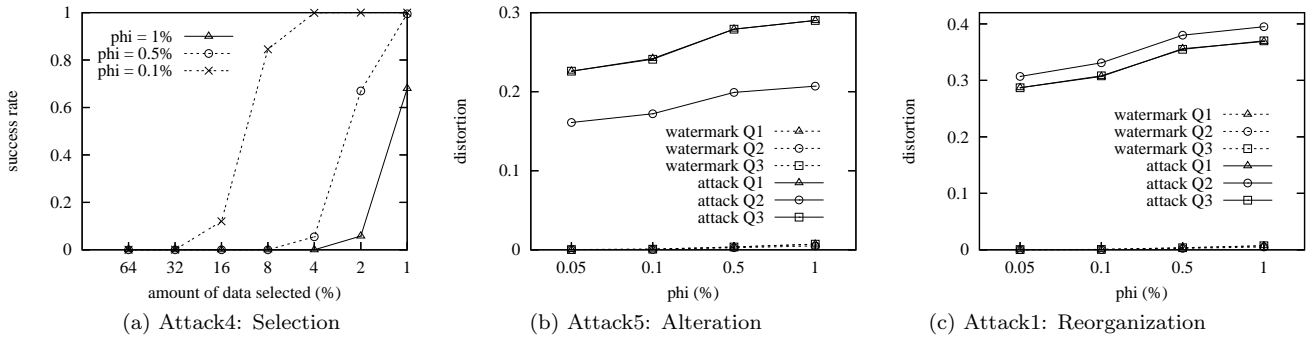 1
0.8
0.6
0.4
0.2
0
success rate
phi = 1%
phi = 0.5%
phi = 0.1%
64 32 16 8 4 2 1
amount of data selected (%)
(a) Attack4: Selection
0.3
0.2
0.1
0
distortion
watermark Q1
watermark Q2
watermark Q3
attack Q1
attack Q2
attack Q3
0.05 0.1 0.5 1
phi (%)
(b) Attack5: Alteration
0.4
0.3
0.2
0.1
0
distortion
watermark Q1
watermark Q2
watermark Q3
attack Q1
attack Q2
attack Q3
0.05 0.1 0.5 1
phi (%)
(c) Attack1: Reorganization